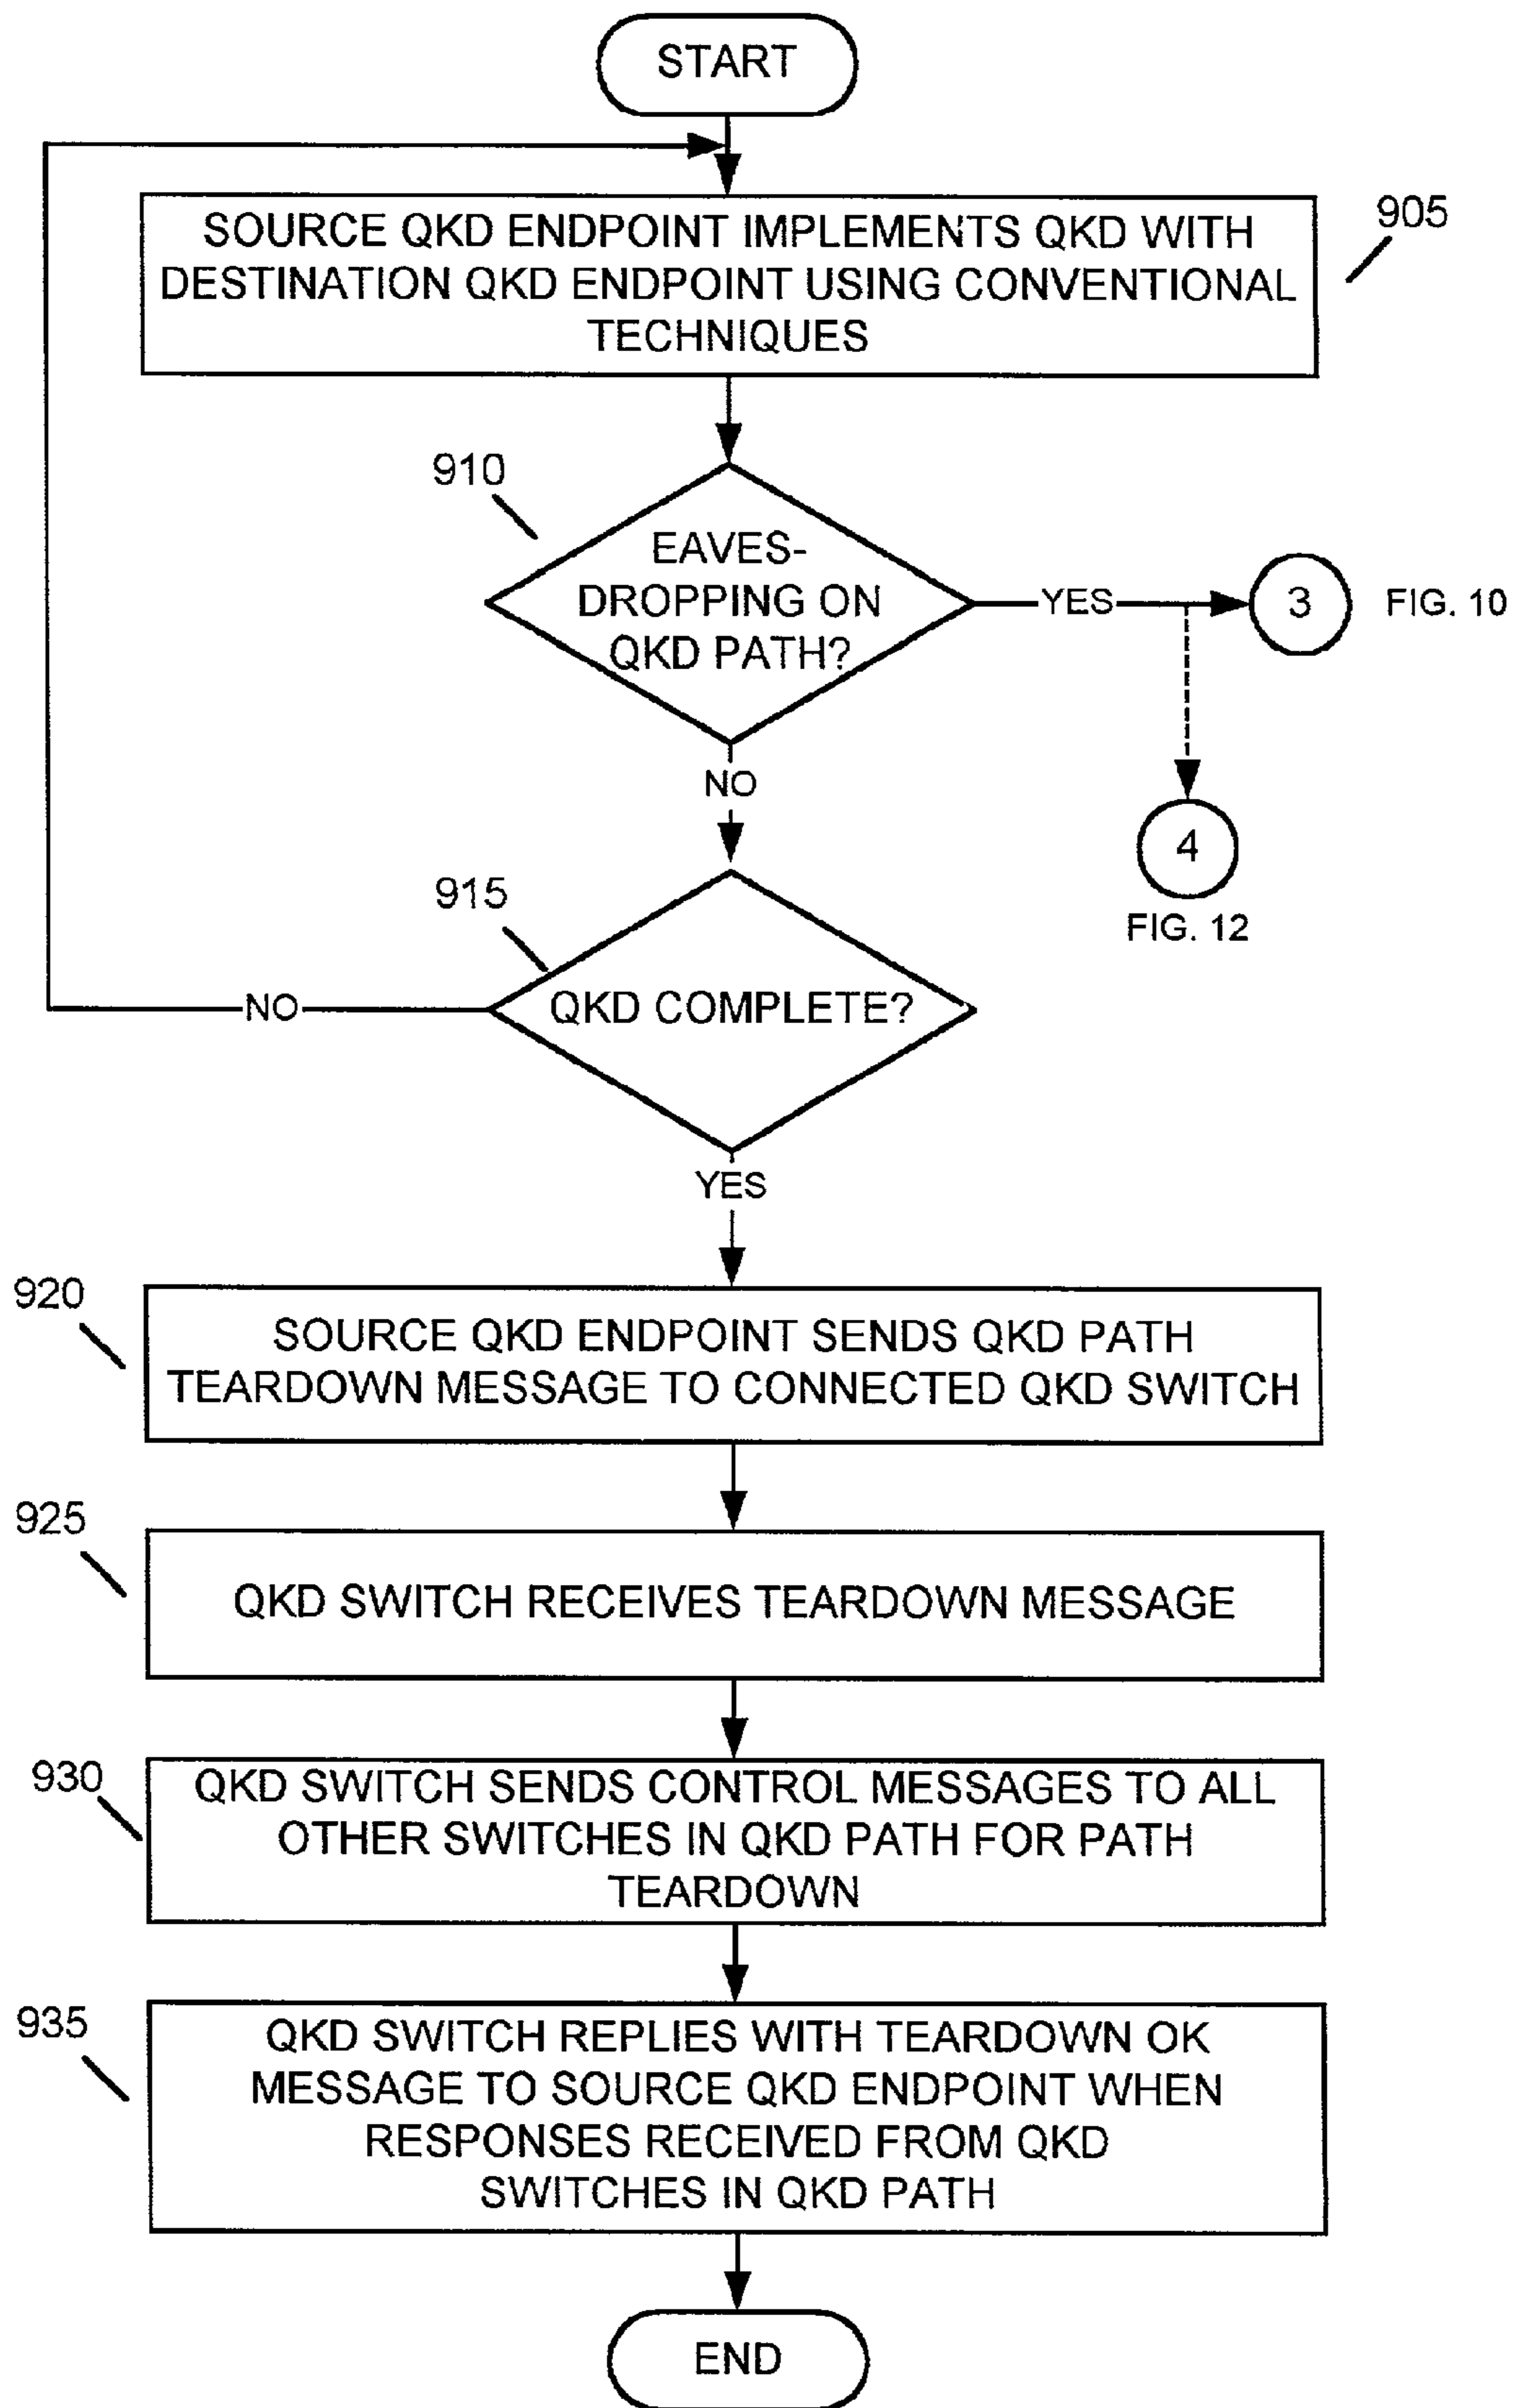 START
SOURCE QKD ENDPOINT IMPLEMENTS QKD WITH
DESTINATION QKD ENDPOINT USING CONVENTIONAL
TECHNIQUES
905
910
EAVES-
DROPPING ON
QKD PATH?
YES
3
FIG. 10
NO
4
FIG. 12
915
QKD COMPLETE?
NO
YES
920
SOURCE QKD ENDPOINT SENDS QKD PATH
TEARDOWN MESSAGE TO CONNECTED QKD SWITCH
925
QKD SWITCH RECEIVES TEARDOWN MESSAGE
930
QKD SWITCH SENDS CONTROL MESSAGES TO ALL
OTHER SWITCHES IN QKD PATH FOR PATH
TEARDOWN
935
QKD SWITCH REPLIES WITH TEARDOWN OK
MESSAGE TO SOURCE QKD ENDPOINT WHEN
RESPONSES RECEIVED FROM QKD
SWITCHES IN QKD PATH
END